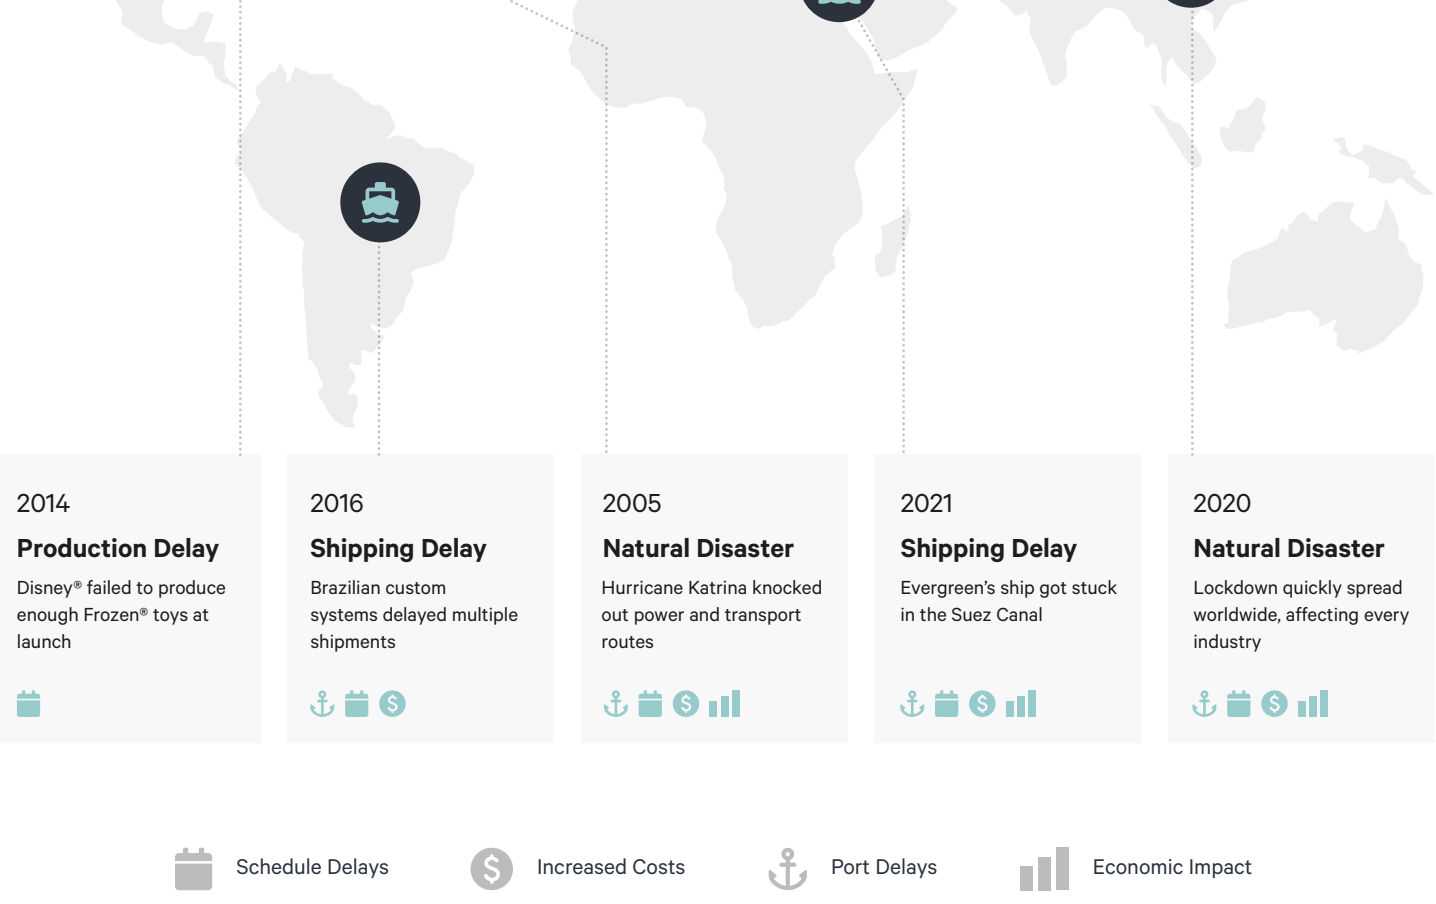 2014
Production Delay
Disney® failed to produce
enough Frozen® toys at
launch
2016
Shipping Delay
Brazilian custom
systems delayed multiple
shipments
2005
Natural Disaster
Hurricane Katrina knocked
out power and transport
routes
2021
Shipping Delay
Evergreen’s ship got stuck
in the Suez Canal
2020
Natural Disaster
Lockdown quickly spread
worldwide, affecting every
industry
Schedule Delays
Increased Costs
Port Delays
Economic Impact